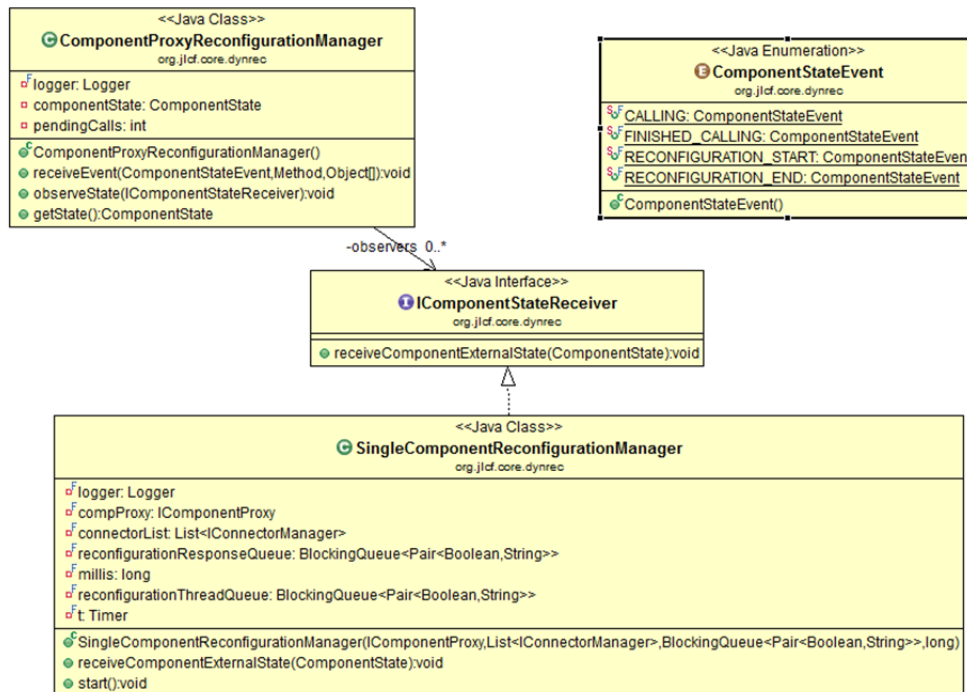 <<Java Class>>
ComponentProxyReconfigurationManager
org.jlcf.core.dynrec
logger: Logger
componentState: ComponentState
pendingCalls: int
ComponentProxyReconfigurationManager()
receiveEvent(ComponentStateEvent,Method,Object[]):void
observeState(IComponentStateReceiver):void
getState():ComponentState
<<Java Enumeration>>
ComponentStateEvent
org.jlcf.core.dynrec
CALLING: ComponentStateEvent
FINISHED_CALLING: ComponentStateEvent
RECONFIGURATION_START: ComponentStateEvent
RECONFIGURATION_END: ComponentStateEvent
ComponentStateEvent()
-observers 0..*
<<Java Interface>>
IComponentStateReceiver
org.jlcf.core.dynrec
receiveComponentExternalState(ComponentState):void
<<Java Class>>
SingleComponentReconfigurationManager
org.jlcf.core.dynrec
logger: Logger
compProxy: IComponentProxy
connectorList: List<IConnectorManager>
reconfigurationResponseQueue: BlockingQueue<Pair<Boolean,String>>
millis: long
reconfigurationThreadQueue: BlockingQueue<Pair<Boolean,String>>
t: Timer
SingleComponentReconfigurationManager(IComponentProxy,List<IConnectorManager>,BlockingQueue<Pair<Boolean,String>>,long)
receiveComponentExternalState(ComponentState):void
start():void